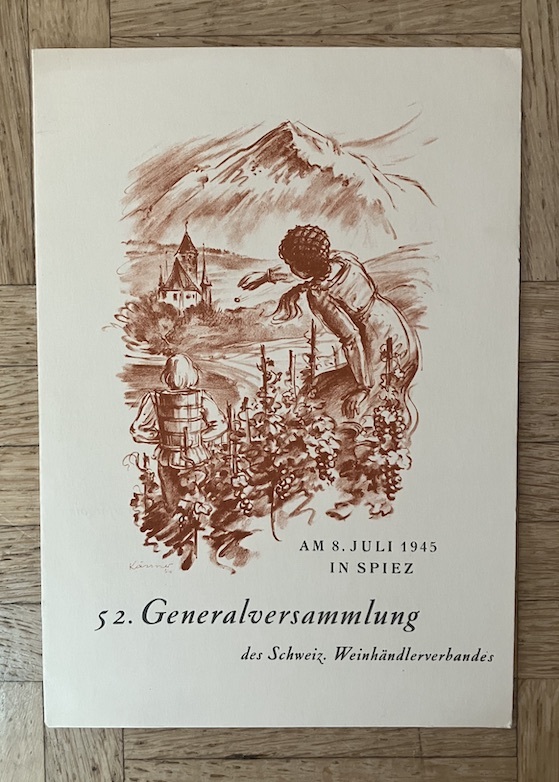 AM 8. JULI 1945
IN SPIEZ
52. Generalversammlung
des Schweiz. Weinhändlerverbandes